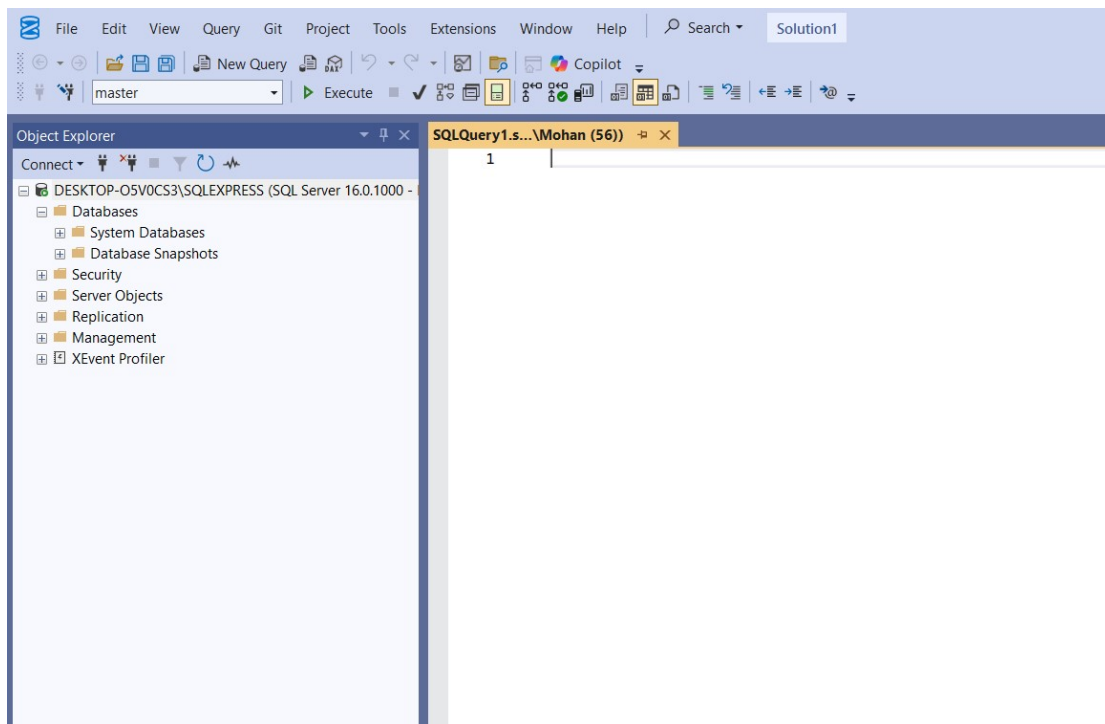 File Edit View Query Git Project Tools Extensions Window Help Search Solution1
New Query Copilot
master Execute
Object Explorer
SQLQuery1.s...\Mohan (56))
Connect
1
DESKTOP-O5V0CS3\SQLEXPRESS (SQL Server 16.0.1000 -
Databases
System Databases
Database Snapshots
Security
Server Objects
Replication
Management
XEvent Profiler